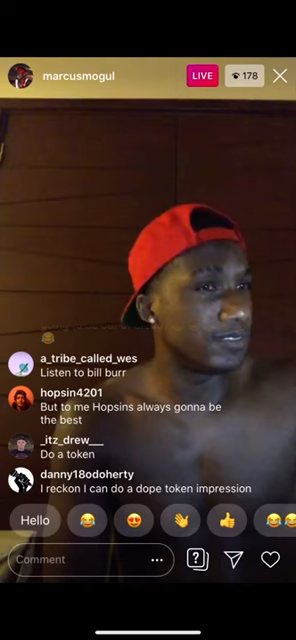 marcusmogul
LIVE
178
a_tribe_called_wes
Listen to bill burr
hopsin4201
But to me Hopsins always gonna be
the best
_itz_drew___
Do a token
danny18odoherty
I reckon I can do a dope token impression
Hello
Comment